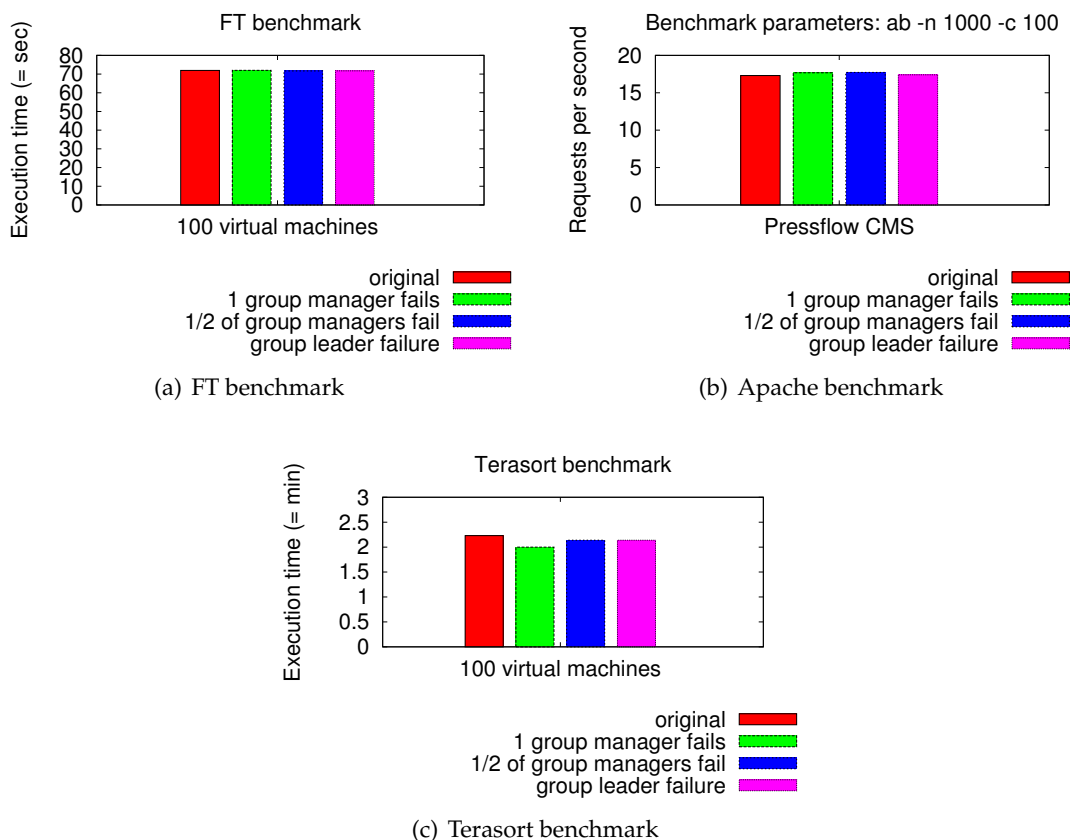 FT benchmark
Execution time (= sec)
80
70
60
50
40
30
20
10
0
100 virtual machines
original
1 group manager fails
1/2 of group managers fail
group leader failure
(a) FT benchmark
Benchmark parameters: ab -n 1000 -c 100
Requests per second
20
15
10
5
0
Pressflow CMS
original
1 group manager fails
1/2 of group managers fail
group leader failure
(b) Apache benchmark
Terasort benchmark
Execution time (= min)
3
2.5
2
1.5
1
0.5
0
100 virtual machines
original
1 group manager fails
1/2 of group managers fail
group leader failure
(c) Terasort benchmark